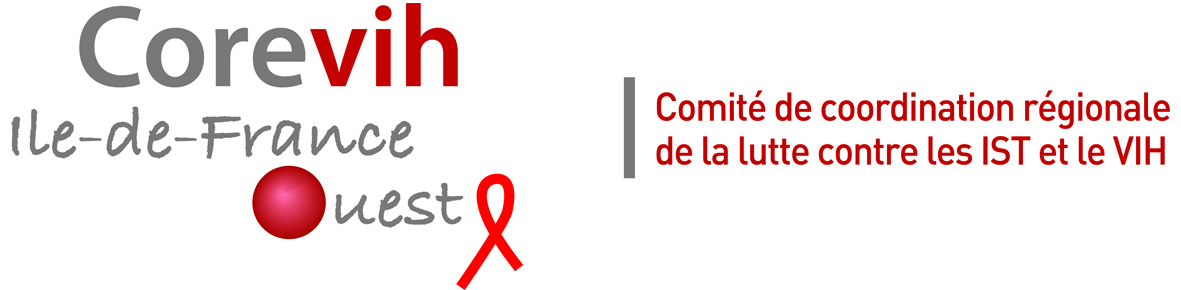 Corevih
Ile-de-France
Ouest
Comité de coordination régionale
de la lutte contre les IST et le VIH